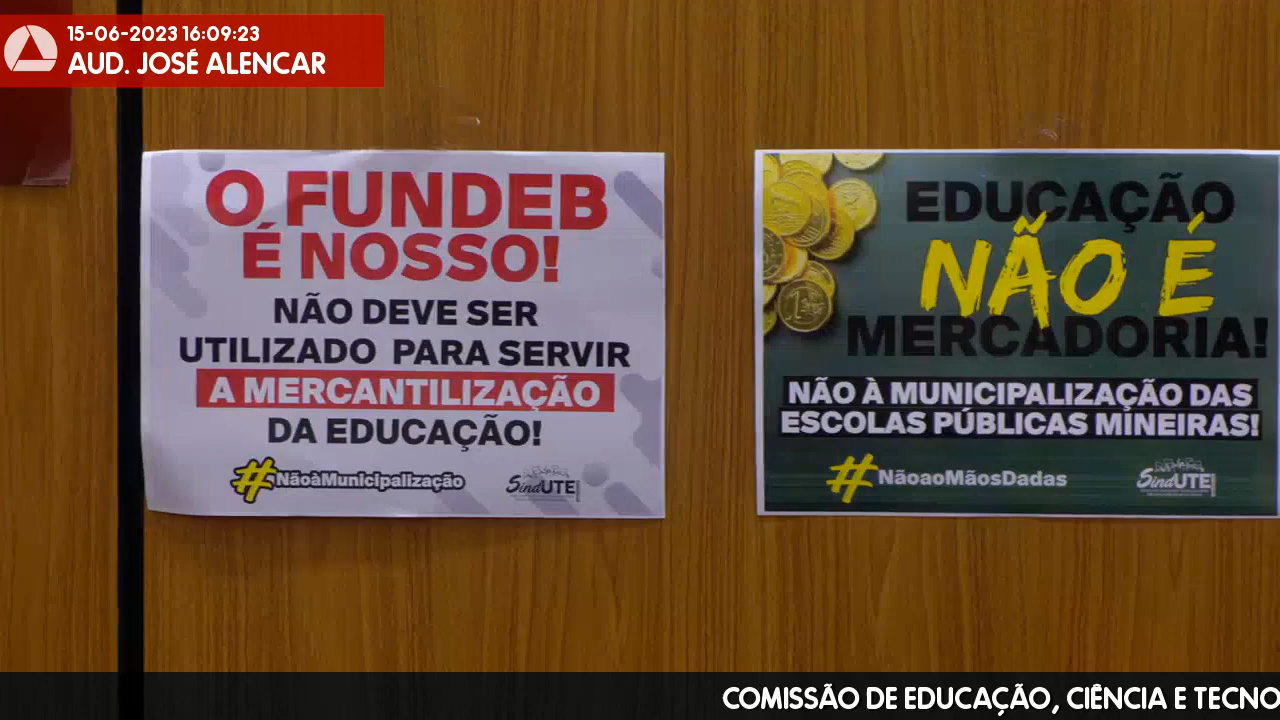 15-06-2023 16:09:23
AUD. JOSÉ ALENCAR
O FUNDEB
É NOSSO!
NÃO DEVE SER
UTILIZADO PARA SERVIR
A MERCANTILIZAÇÃO
DA EDUCAÇÃO!
#NãoàMunicipalização
SindUTE
EDUCAÇÃO
NÃO É
MERCADORIA!
NÃO À MUNICIPALIZAÇÃO DAS
ESCOLAS PÚBLICAS MINEIRAS!
#NãoaoMãosDadas
SindUTE
COMISSÃO DE EDUCAÇÃO, CIÊNCIA E TECNO